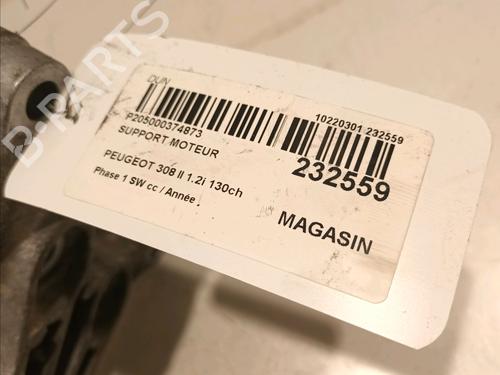 DUN
P205000374873
SUPPORT MOTEUR
PEUGEOT 308 II 1.2i 130ch
Phase 1 SW cc / Année -
10220301 232559
232559
MAGASIN
B-PARTS